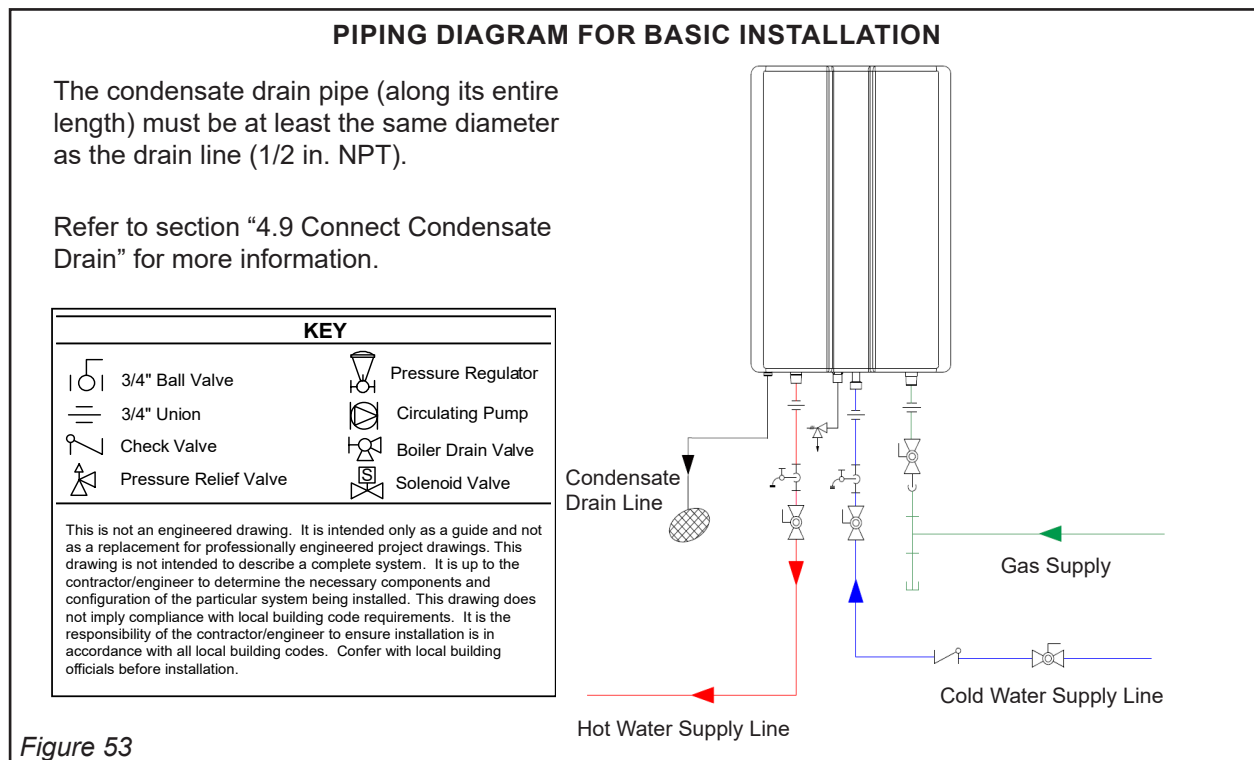 PIPING DIAGRAM FOR BASIC INSTALLATION
The condensate drain pipe (along its entire
length) must be at least the same diameter
as the drain line (1/2 in. NPT).
Refer to section “4.9 Connect Condensate
Drain” for more information.
KEY
3/4" Ball Valve
3/4" Union
Check Valve
Pressure Relief Valve
Pressure Regulator
Circulating Pump
Boiler Drain Valve
S
Solenoid Valve
This is not an engineered drawing. It is intended only as a guide and not
as a replacement for professionally engineered project drawings. This
drawing is not intended to describe a complete system. It is up to the
contractor/engineer to determine the necessary components and
configuration of the particular system being installed. This drawing does
not imply compliance with local building code requirements. It is the
responsibility of the contractor/engineer to ensure installation is in
accordance with all local building codes. Confer with local building
officials before installation.
Condensate
Drain Line
Gas Supply
Cold Water Supply Line
Hot Water Supply Line
Figure 53